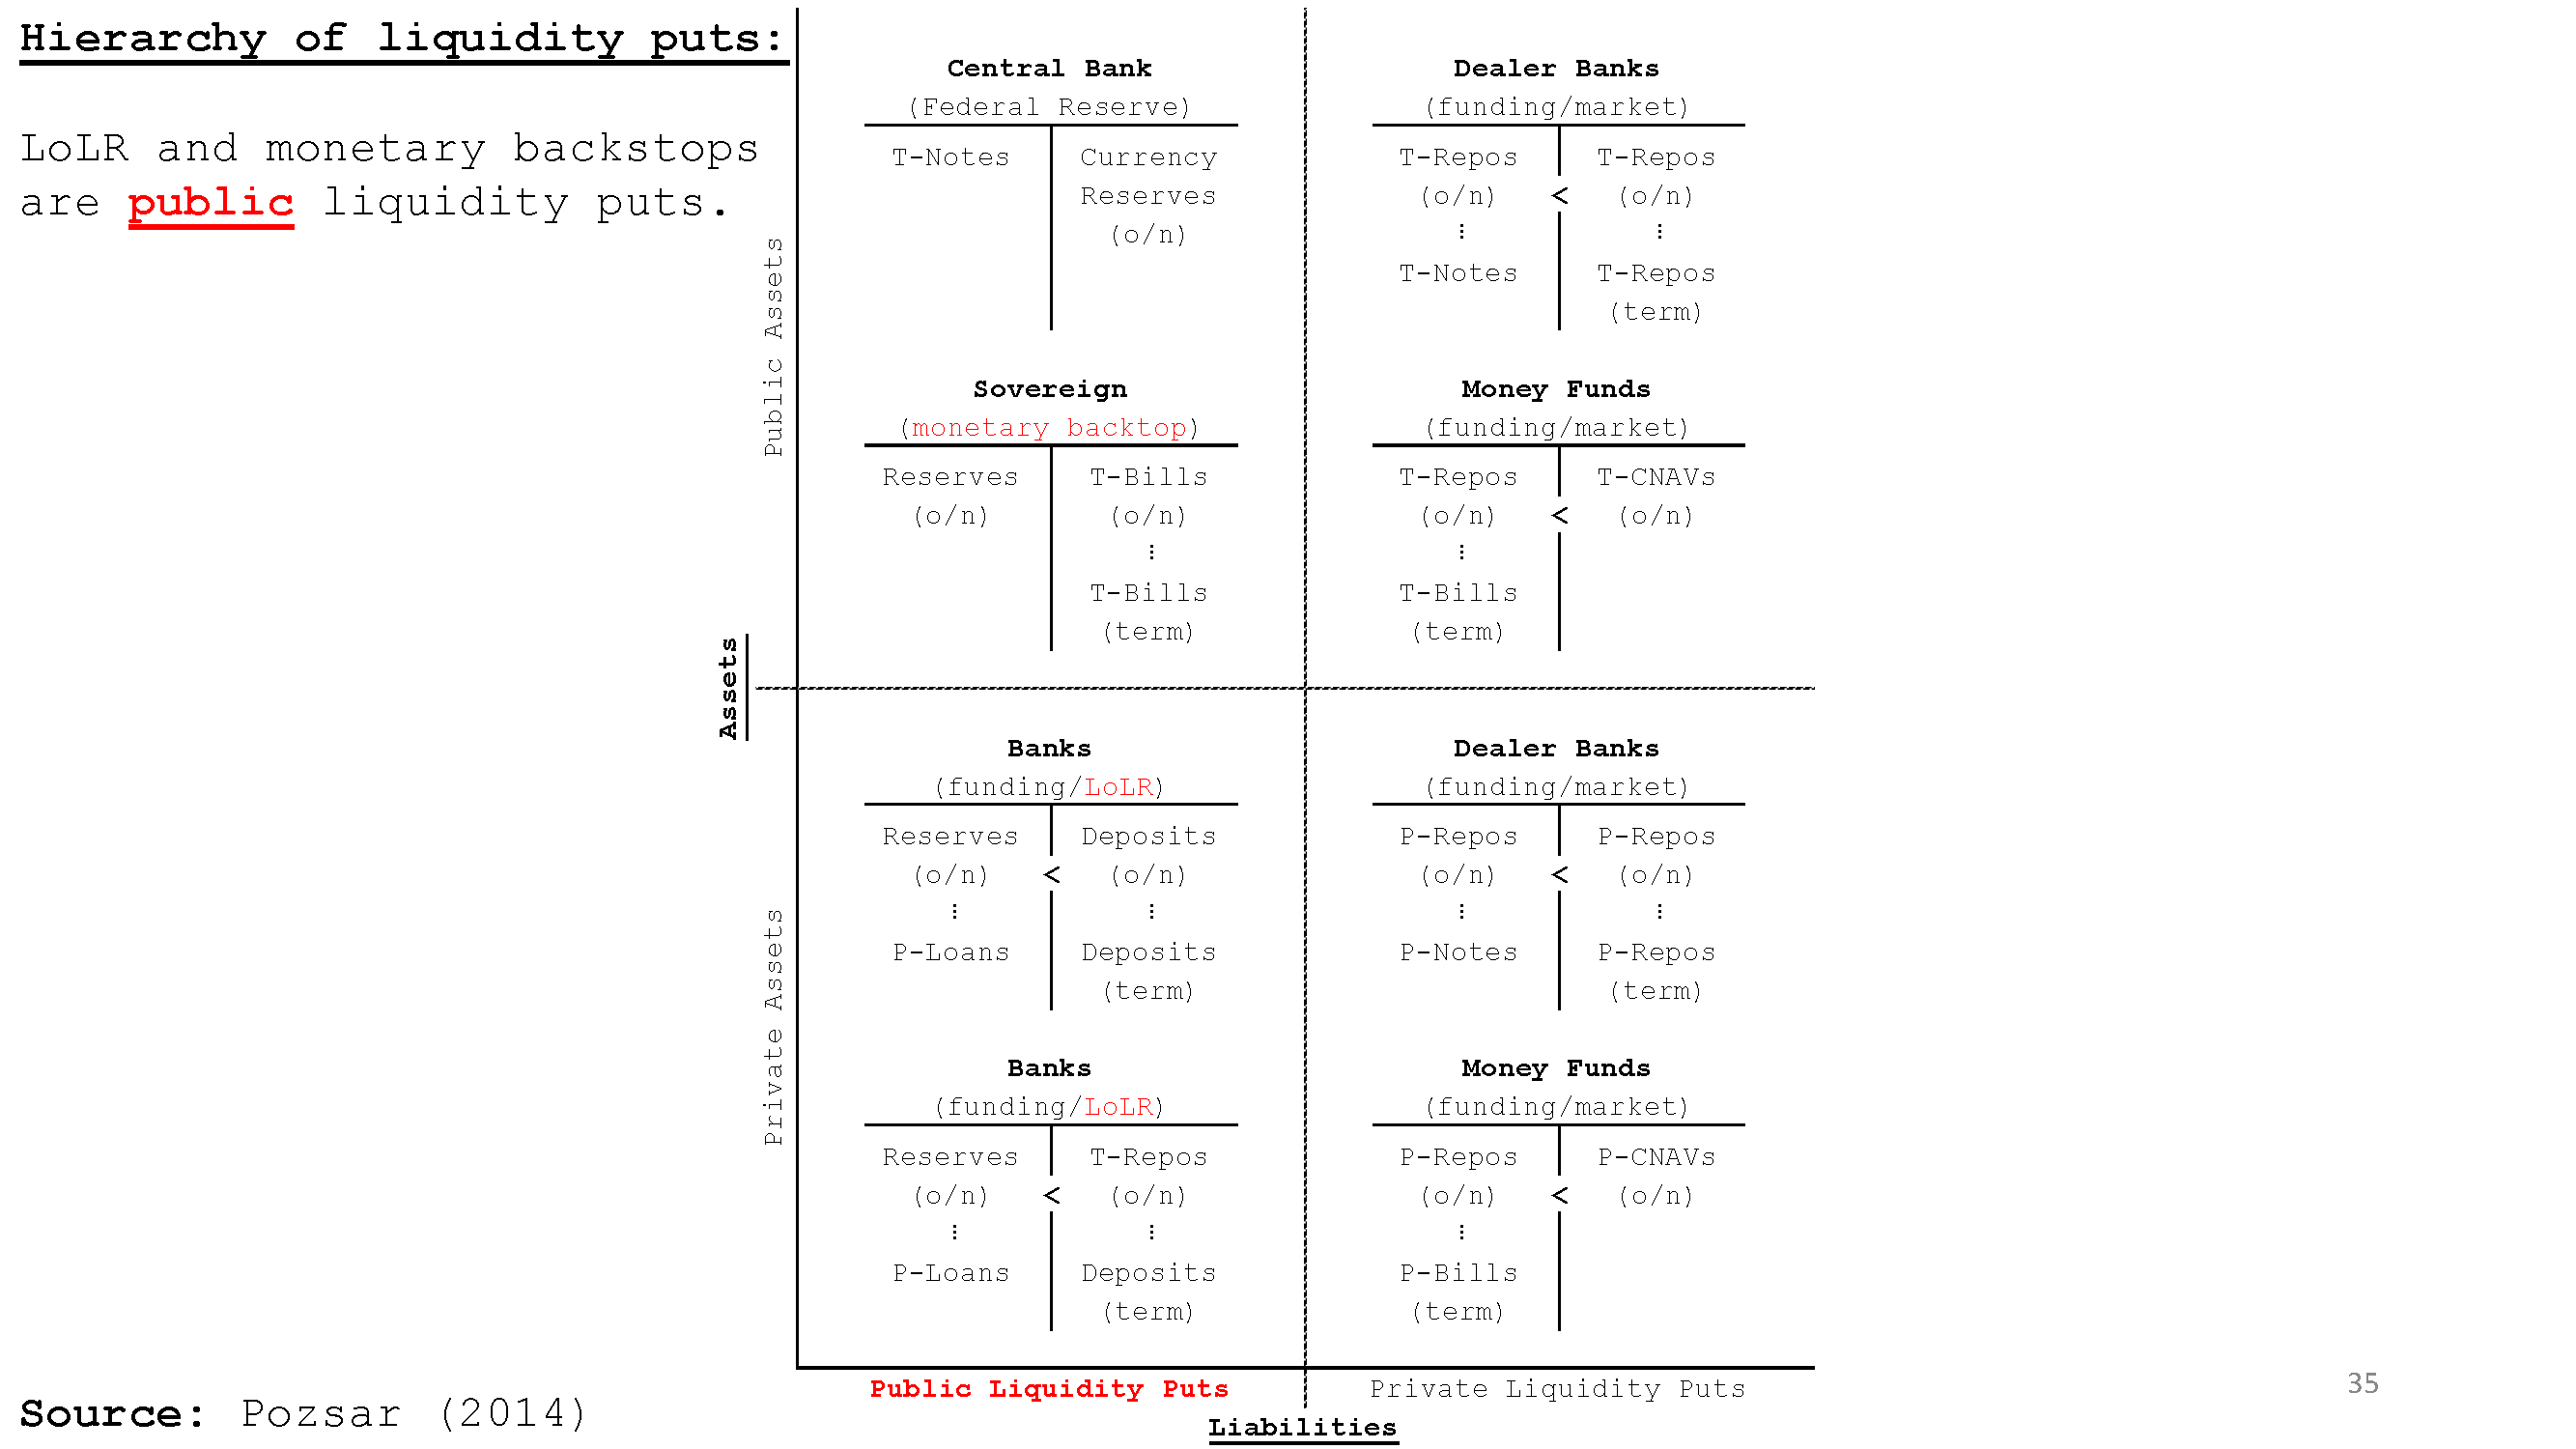 Hierarchy of liquidity puts:
LoLR and monetary backstops
are public liquidity puts.
Public Assets
Assets
Private Assets
Central Bank
(Federal Reserve)
T-Notes Currency
Reserves
(o/n)
Sovereign
(monetary backtop)
Reserves T-Bills
(o/n) (o/n)
⋮
T-Bills
(term)
Dealer Banks
(funding/market)
T-Repos T-Repos
(o/n) < (o/n)
⋮ ⋮
T-Notes T-Repos
(term)
Money Funds
(funding/market)
T-Repos T-CNAVs
(o/n) < (o/n)
⋮
T-Bills
(term)
Banks
(funding/LoLR)
Reserves Deposits
(o/n) < (o/n)
⋮ ⋮
P-Loans Deposits
(term)
Banks
(funding/LoLR)
Reserves T-Repos
(o/n) < (o/n)
⋮ ⋮
P-Loans Deposits
(term)
Dealer Banks
(funding/market)
P-Repos P-Repos
(o/n) < (o/n)
⋮ ⋮
P-Notes P-Repos
(term)
Money Funds
(funding/market)
P-Repos P-CNAVs
(o/n) < (o/n)
⋮
P-Bills
(term)
Public Liquidity Puts Private Liquidity Puts
Liabilities
Source: Pozsar (2014)
35